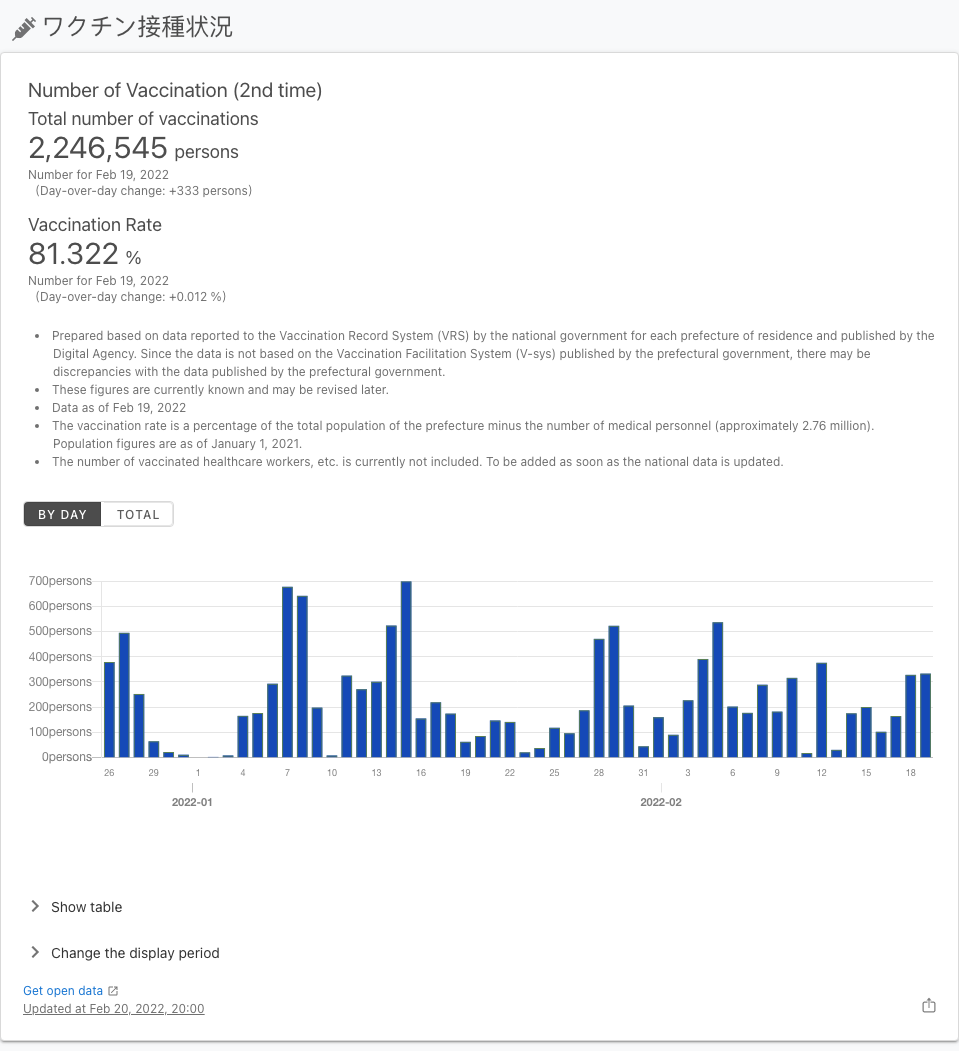 ワクチン接種状況
Number of Vaccination (2nd time)
Total number of vaccinations
2,246,545 persons
Number for Feb 19, 2022
(Day-over-day change: +333 persons)
Vaccination Rate
81.322 %
Number for Feb 19, 2022
(Day-over-day change: +0.012 %)
• Prepared based on data reported to the Vaccination Record System (VRS) by the national government for each prefecture of residence and published by the
Digital Agency. Since the data is not based on the Vaccination Facilitation System (V-sys) published by the prefectural government, there may be
discrepancies with the data published by the prefectural government.
• These figures are currently known and may be revised later.
• Data as of Feb 19, 2022
• The vaccination rate is a percentage of the total population of the prefecture minus the number of medical personnel (approximately 2.76 million).
Population figures are as of January 1, 2021.
• The number of vaccinated healthcare workers, etc. is currently not included. To be added as soon as the national data is updated.
BY DAY TOTAL
700persons
600persons
500persons
400persons
300persons
200persons
100persons
0persons
26 29 1 4 7 10 13 16 19 22 25 28 31 3 6 9 12 15 18
2022-01 2022-02
Show table
Change the display period
Get open data
Updated at Feb 20, 2022, 20:00